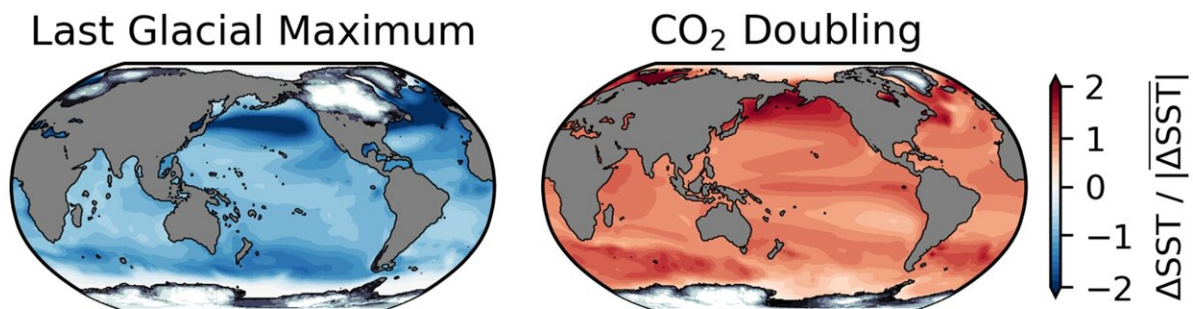 Last Glacial Maximum
CO₂ Doubling
2
1
0
−1
−2
ΔSST / |ΔSST|